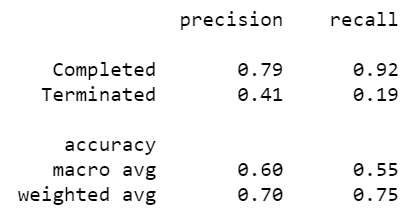 precision recall
Completed 0.79 0.92
Terminated 0.41 0.19
accuracy
macro avg 0.60 0.55
weighted avg 0.70 0.75